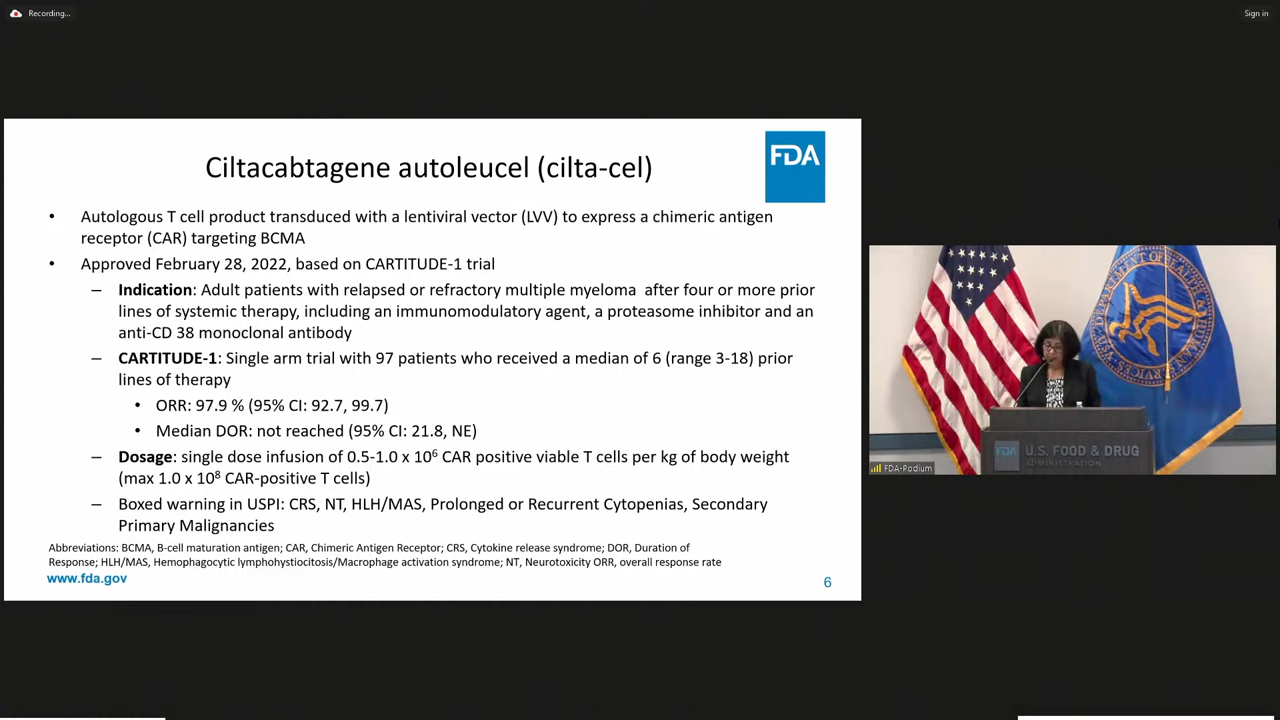 Recording...
Sign in
Ciltacabtagene autoleucel (cilta-cel)
FDA
• Autologous T cell product transduced with a lentiviral vector (LVV) to express a chimeric antigen
receptor (CAR) targeting BCMA
• Approved February 28, 2022, based on CARTITUDE-1 trial
– Indication: Adult patients with relapsed or refractory multiple myeloma after four or more prior
lines of systemic therapy, including an immunomodulatory agent, a proteasome inhibitor and an
anti-CD 38 monoclonal antibody
– CARTITUDE-1: Single arm trial with 97 patients who received a median of 6 (range 3-18) prior
lines of therapy
• ORR: 97.9 % (95% CI: 92.7, 99.7)
• Median DOR: not reached (95% CI: 21.8, NE)
– Dosage: single dose infusion of 0.5-1.0 x 10⁶ CAR positive viable T cells per kg of body weight
(max 1.0 x 10⁸ CAR-positive T cells)
– Boxed warning in USPI: CRS, NT, HLH/MAS, Prolonged or Recurrent Cytopenias, Secondary
Primary Malignancies
Abbreviations: BCMA, B-cell maturation antigen; CAR, Chimeric Antigen Receptor; CRS, Cytokine release syndrome; DOR, Duration of
Response; HLH/MAS, Hemophagocytic lymphohystiocitosis/Macrophage activation syndrome; NT, Neurotoxicity ORR, overall response rate
www.fda.gov
6
DEPARTMENT OF HEALTH & HUMAN SERVICES USA
FDA U.S. FOOD & DRUG
ADMINISTRATION
FDA-Podium